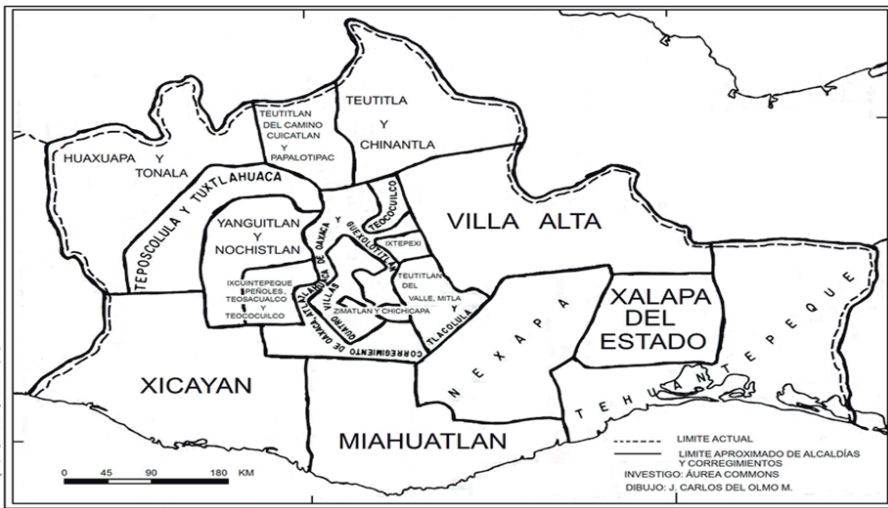 TEUTITLA
Y
CHINANTLA
TEUTITLAN
DEL CAMINO
CUICATLAN
Y
PAPALOTIPAC
HUAXUAPA Y
TONALA
TEPOSCOLULA Y TUXTLAHUACA
YANGUITLAN
Y
NOCHISTLAN
TEOCOCUILCO
IXTEPEXI
VILLA ALTA
CORREGIMIENTO DE OAXACA, ATLATLAHUACA DE OAXACA Y GUEXOLOTITLAN
CUATRO VILLAS
IXCUINTEPEQUE
PEÑOLES,
TEOSACUALCO
Y
TEOCOCUILCO
TEUTITLAN
DEL
VALLE, MITLA
Y
TLACOLULA
ZIMATLAN Y CHICHICAPA
NEXAPA
XALAPA
DEL
ESTADO
TEHUANTEPEQUE
XICAYAN
MIAHUATLAN
LIMITE ACTUAL
LIMITE APROXIMADO DE ALCALDÍAS
Y CORREGIMIENTOS
INVESTIGO: ÁUREA COMMONS
DIBUJO: J. CARLOS DEL OLMO M.
0 45 90 180 KM